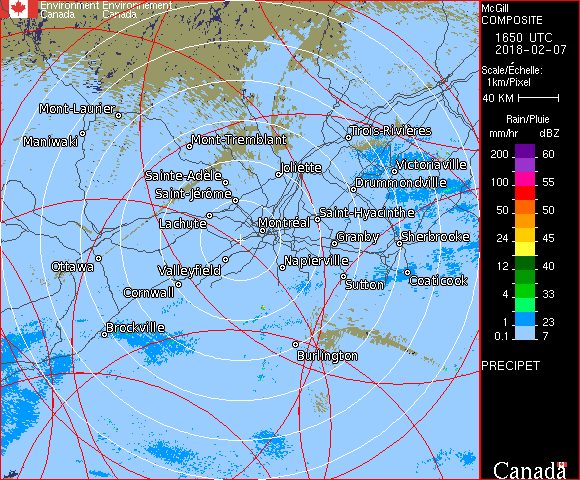 Environment Environnement
Canada Canada
McGill
COMPOSITE
1650 UTC
2018-02-07
Scale/Échelle:
1km/Pixel
40 KM
Rain/Pluie
mm/hr dBZ
200 60
100 55
50 50
24 45
12 40
4 33
1 23
0.1 7
PRECIPET
Canada
Mont-Laurier
Maniwaki
Mont-Tremblant
Trois-Rivières
Joliette
Victoriaville
Sainte-Adèle
Drummondville
Saint-Jérôme
Lachute
Saint-Hyacinthe
Montréal
Granby
Sherbrooke
Ottawa
Valleyfield
Napierville
Sutton
Coaticook
Cornwall
Brockville
Burlington